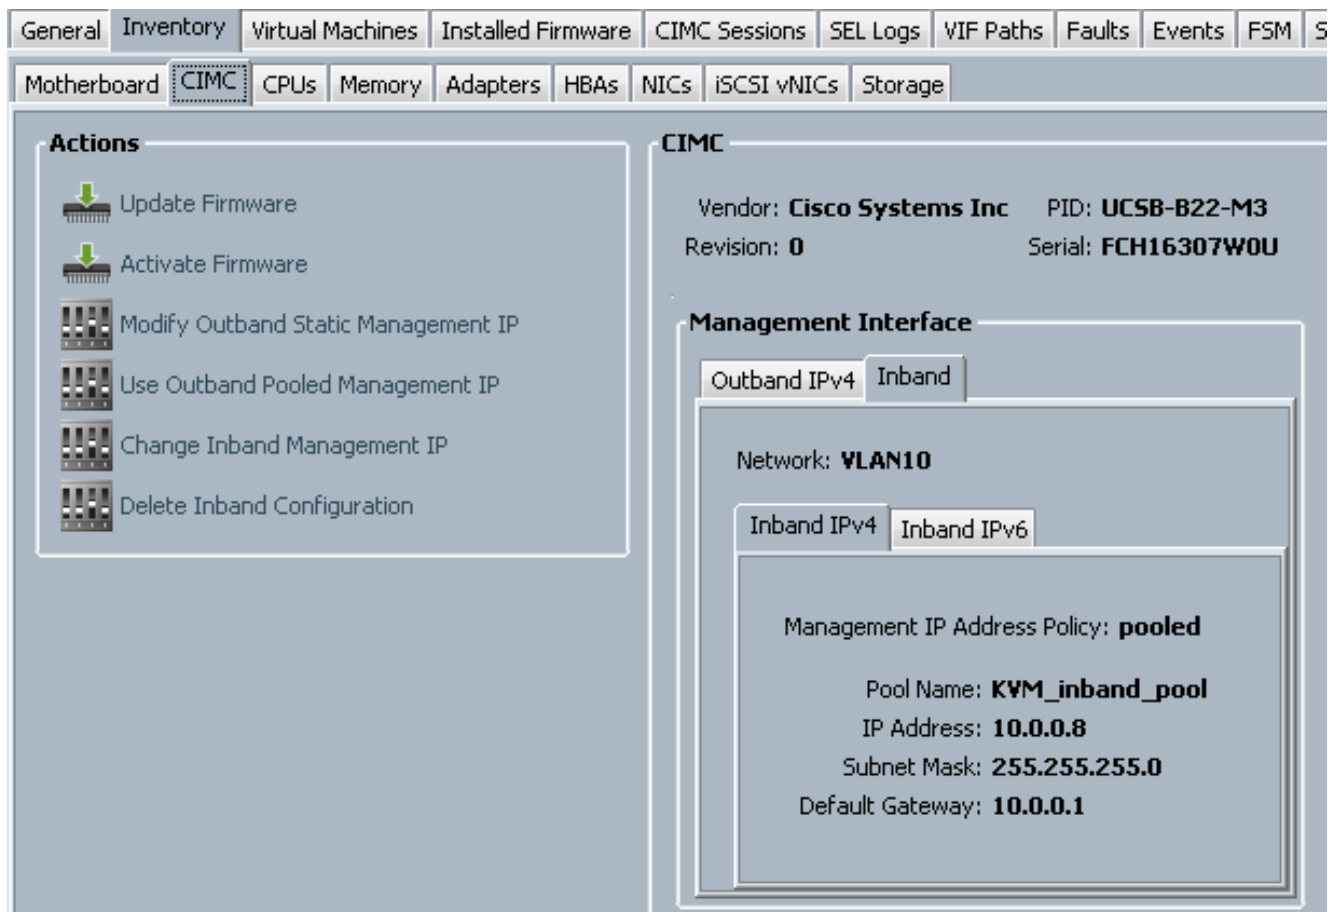 General Inventory Virtual Machines Installed Firmware CIMC Sessions SEL Logs VIF Paths Faults Events FSM S
Motherboard CIMC CPUs Memory Adapters HBAs NICs iSCSI vNICs Storage
Actions
Update Firmware
Activate Firmware
Modify Outband Static Management IP
Use Outband Pooled Management IP
Change Inband Management IP
Delete Inband Configuration
CIMC
Vendor: Cisco Systems Inc PID: UCSB-B22-M3
Revision: 0 Serial: FCH16307W0U
Management Interface
Outband IPv4 Inband
Network: VLAN10
Inband IPv4 Inband IPv6
Management IP Address Policy: pooled
Pool Name: KVM_inband_pool
IP Address: 10.0.0.8
Subnet Mask: 255.255.255.0
Default Gateway: 10.0.0.1